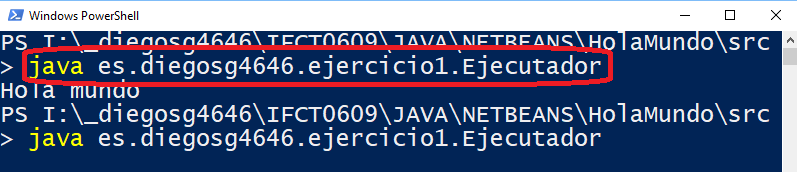 Windows PowerShell
PS I:\_diegosg4646\IFCT0609\JAVA\NETBEANS\HolaMundo\src
> java es.diegosg4646.ejercicio1.Ejecutador
Hola mundo
PS I:\_diegosg4646\IFCT0609\JAVA\NETBEANS\HolaMundo\src
> java es.diegosg4646.ejercicio1.Ejecutador